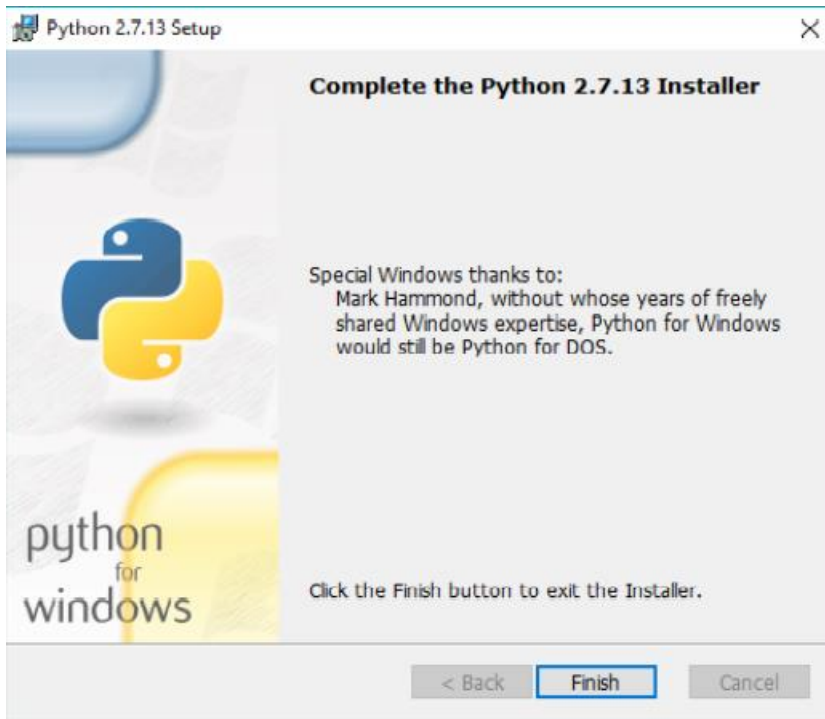 Python 2.7.13 Setup
Complete the Python 2.7.13 Installer
Special Windows thanks to:
Mark Hammond, without whose years of freely
shared Windows expertise, Python for Windows
would still be Python for DOS.
python
for
windows
Click the Finish button to exit the Installer.
< Back
Finish
Cancel